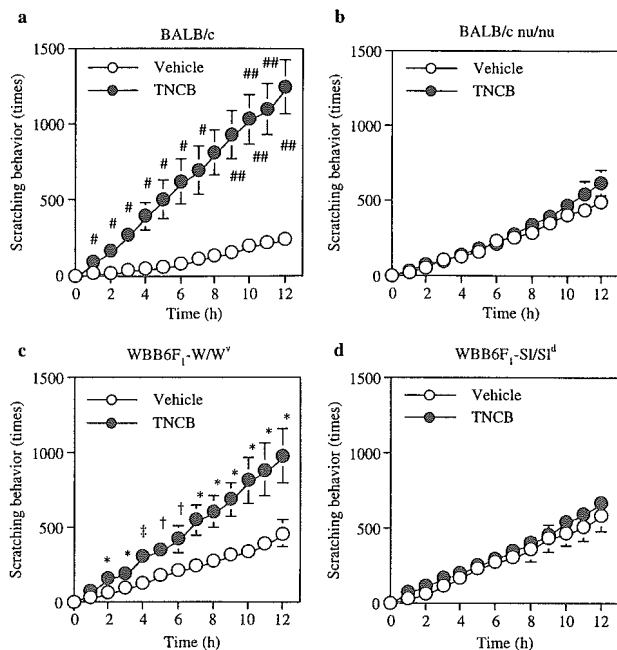 a
BALB/c
Scratching behavior (times)
1500
1000
500
0
Vehicle
TNCB
# # # # # # # ## ##
## ## ##
0 2 4 6 8 10 12
Time (h)
b
BALB/c nu/nu
Scratching behavior (times)
1500
1000
500
0
Vehicle
TNCB
0 2 4 6 8 10 12
Time (h)
c
WBB6F₁-W/Wᵛ
Scratching behavior (times)
1500
1000
500
0
Vehicle
TNCB
* * ‡ † † * * * * * *
0 2 4 6 8 10 12
Time (h)
d
WBB6F₁-Sl/Slᵈ
Scratching behavior (times)
1500
1000
500
0
Vehicle
TNCB
0 2 4 6 8 10 12
Time (h)